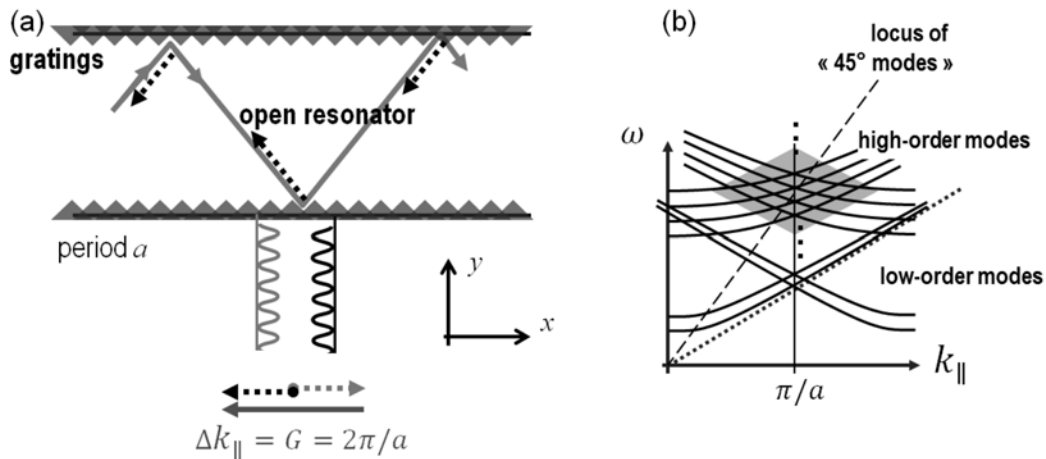 (a)
gratings
open resonator
period a
y
x
Δk∥ = G = 2π/a
(b)
locus of
« 45° modes »
ω
high-order modes
low-order modes
k∥
π/a